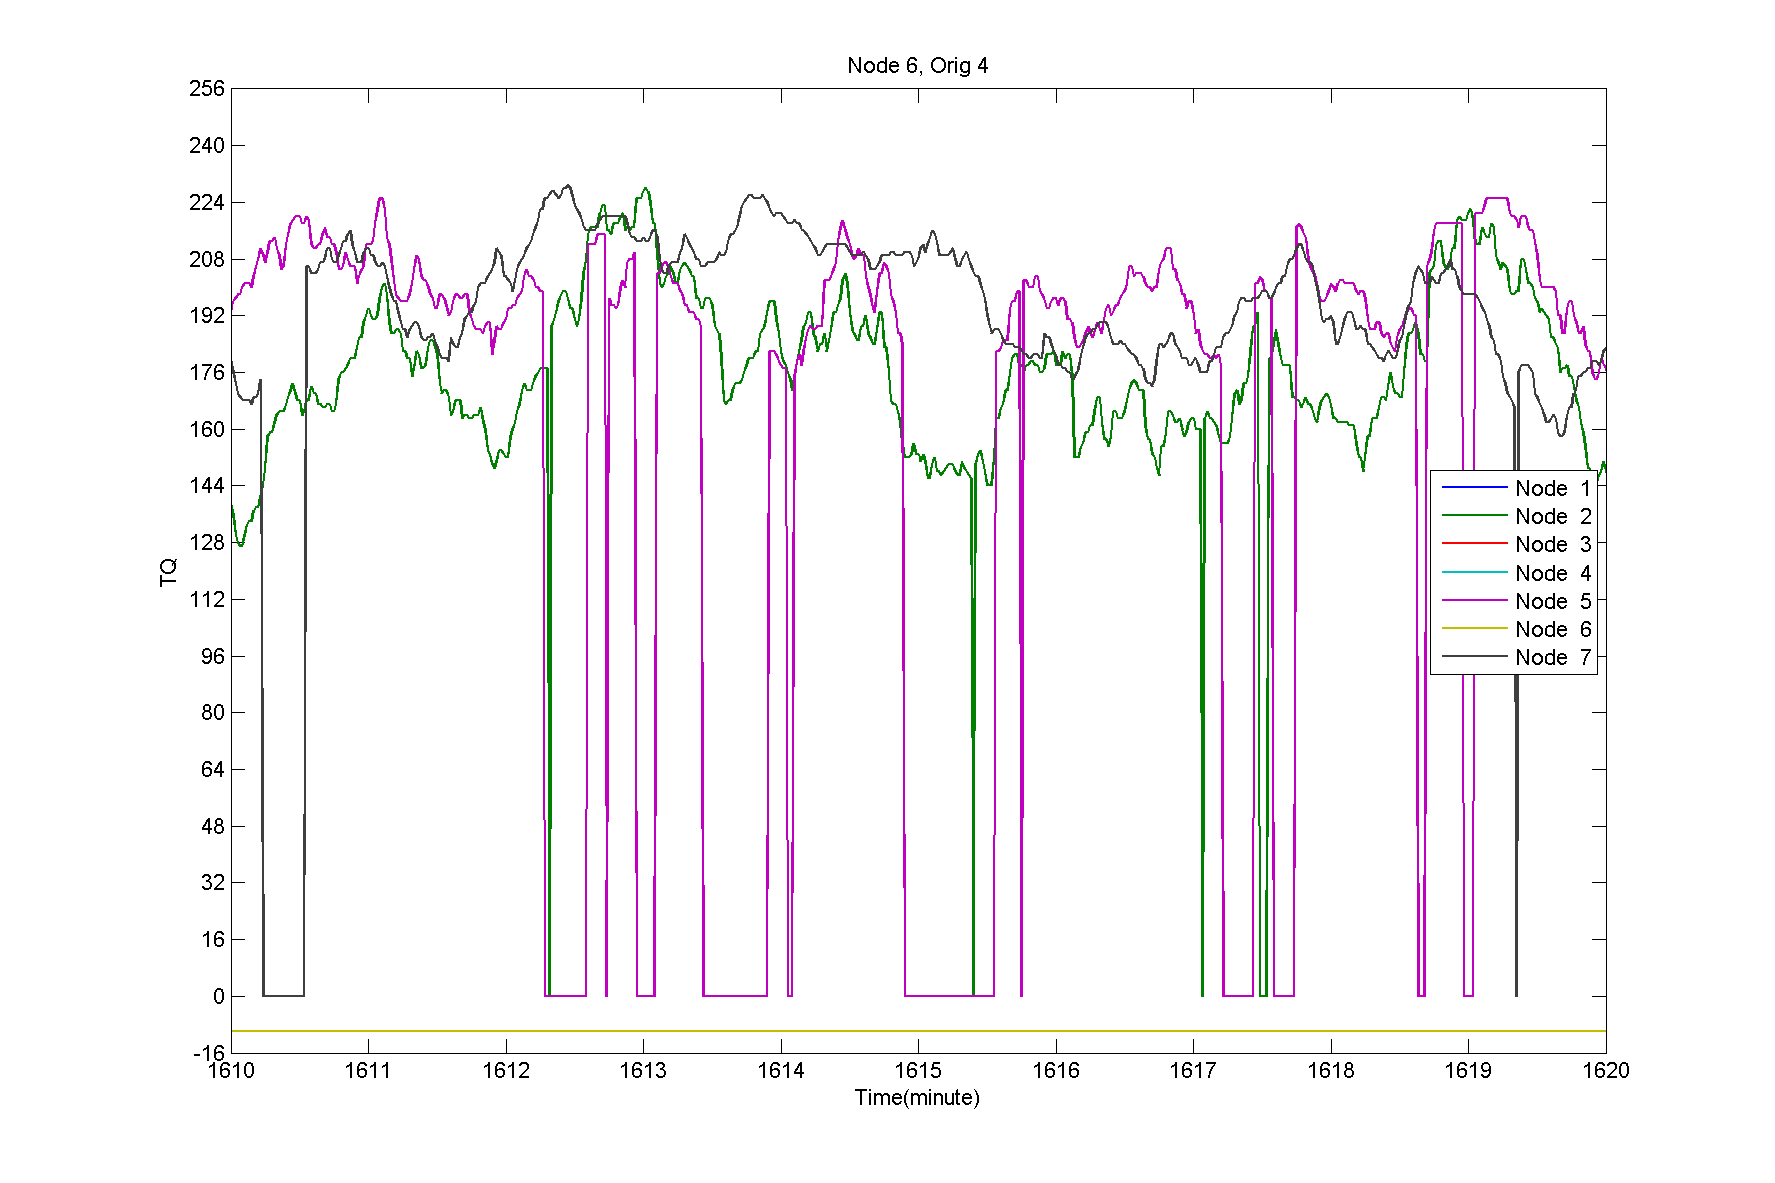 Node 6, Orig 4
256
240
224
208
192
176
160
144
128
112
96
80
64
48
32
16
0
-16
TQ
Node 1
Node 2
Node 3
Node 4
Node 5
Node 6
Node 7
1610 1611 1612 1613 1614 1615 1616 1617 1618 1619 1620
Time(minute)